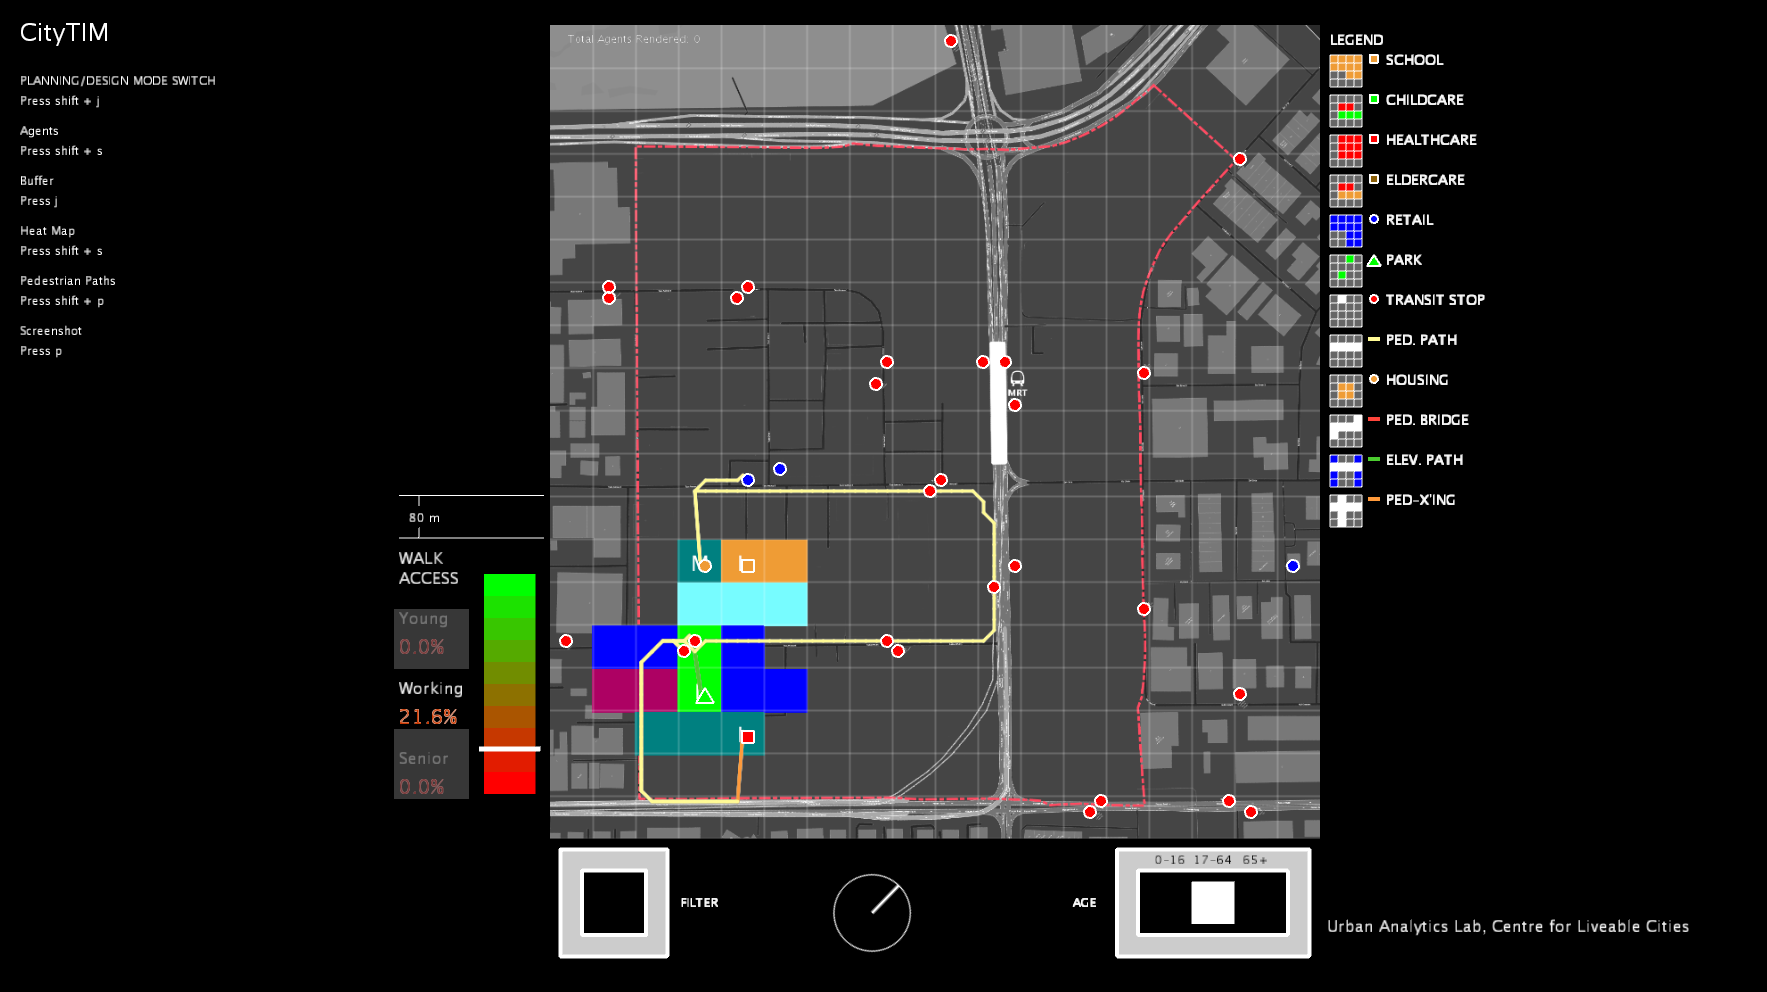 CityTIM
PLANNING/DESIGN MODE SWITCH
Press shift + j
Agents
Press shift + s
Buffer
Press j
Heat Map
Press shift + s
Pedestrian Paths
Press shift + p
Screenshot
Press p
80 m
WALK
ACCESS
Young
0.0%
Working
21.6%
Senior
0.0%
Total Agents Rendered: 0
MRT
M
L
L
FILTER
AGE
0-16 17-64 65+
LEGEND
SCHOOL
CHILDCARE
HEALTHCARE
ELDERCARE
RETAIL
PARK
TRANSIT STOP
PED. PATH
HOUSING
PED. BRIDGE
ELEV. PATH
PED-X'ING
Urban Analytics Lab, Centre for Liveable Cities